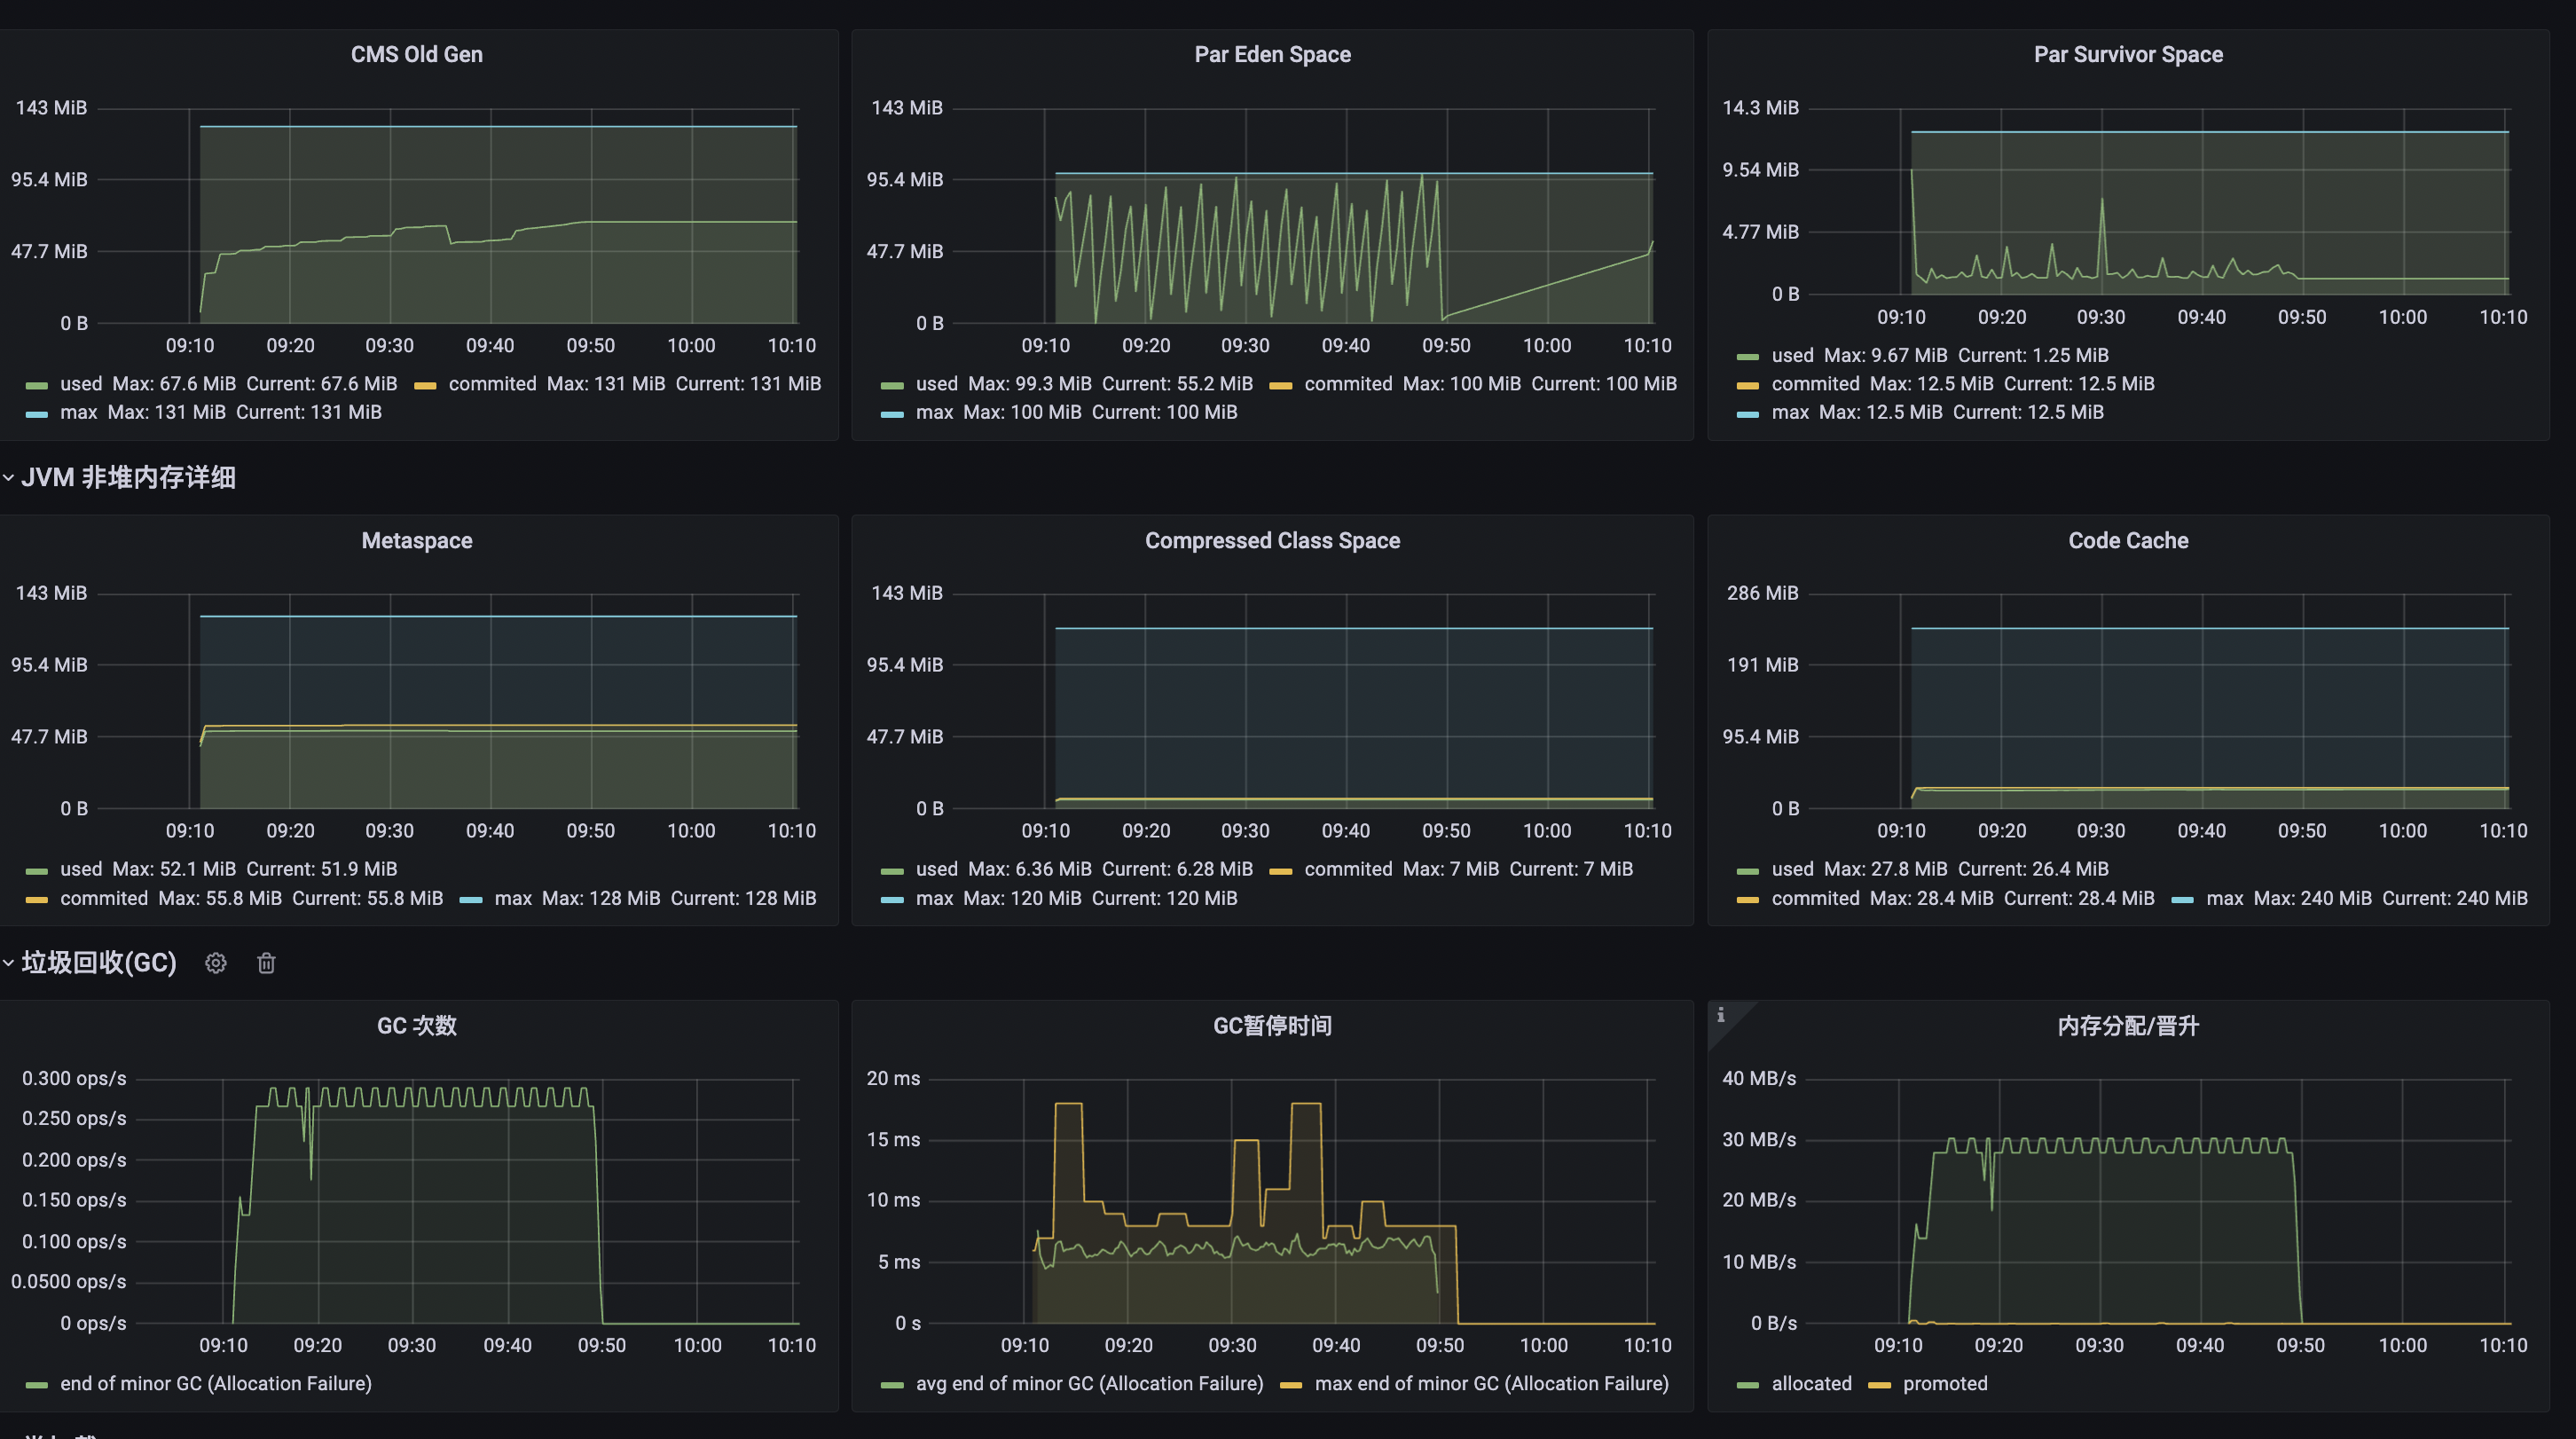 CMS Old Gen
143 MiB
95.4 MiB
47.7 MiB
0 B
09:10 09:20 09:30 09:40 09:50 10:00 10:10
used Max: 67.6 MiB Current: 67.6 MiB commited Max: 131 MiB Current: 131 MiB
max Max: 131 MiB Current: 131 MiB
Par Eden Space
143 MiB
95.4 MiB
47.7 MiB
0 B
09:10 09:20 09:30 09:40 09:50 10:00 10:10
used Max: 99.3 MiB Current: 55.2 MiB commited Max: 100 MiB Current: 100 MiB
max Max: 100 MiB Current: 100 MiB
Par Survivor Space
14.3 MiB
9.54 MiB
4.77 MiB
0 B
09:10 09:20 09:30 09:40 09:50 10:00 10:10
used Max: 9.67 MiB Current: 1.25 MiB
commited Max: 12.5 MiB Current: 12.5 MiB
max Max: 12.5 MiB Current: 12.5 MiB
JVM 非堆内存详细
Metaspace
143 MiB
95.4 MiB
47.7 MiB
0 B
09:10 09:20 09:30 09:40 09:50 10:00 10:10
used Max: 52.1 MiB Current: 51.9 MiB
commited Max: 55.8 MiB Current: 55.8 MiB max Max: 128 MiB Current: 128 MiB
Compressed Class Space
143 MiB
95.4 MiB
47.7 MiB
0 B
09:10 09:20 09:30 09:40 09:50 10:00 10:10
used Max: 6.36 MiB Current: 6.28 MiB commited Max: 7 MiB Current: 7 MiB
max Max: 120 MiB Current: 120 MiB
Code Cache
286 MiB
191 MiB
95.4 MiB
0 B
09:10 09:20 09:30 09:40 09:50 10:00 10:10
used Max: 27.8 MiB Current: 26.4 MiB
commited Max: 28.4 MiB Current: 28.4 MiB max Max: 240 MiB Current: 240 MiB
垃圾回收(GC)
GC 次数
0.300 ops/s
0.250 ops/s
0.200 ops/s
0.150 ops/s
0.100 ops/s
0.0500 ops/s
0 ops/s
09:10 09:20 09:30 09:40 09:50 10:00 10:10
end of minor GC (Allocation Failure)
GC暂停时间
20 ms
15 ms
10 ms
5 ms
0 s
09:10 09:20 09:30 09:40 09:50 10:00 10:10
avg end of minor GC (Allocation Failure) max end of minor GC (Allocation Failure)
i
内存分配/晋升
40 MB/s
30 MB/s
20 MB/s
10 MB/s
0 B/s
09:10 09:20 09:30 09:40 09:50 10:00 10:10
allocated promoted